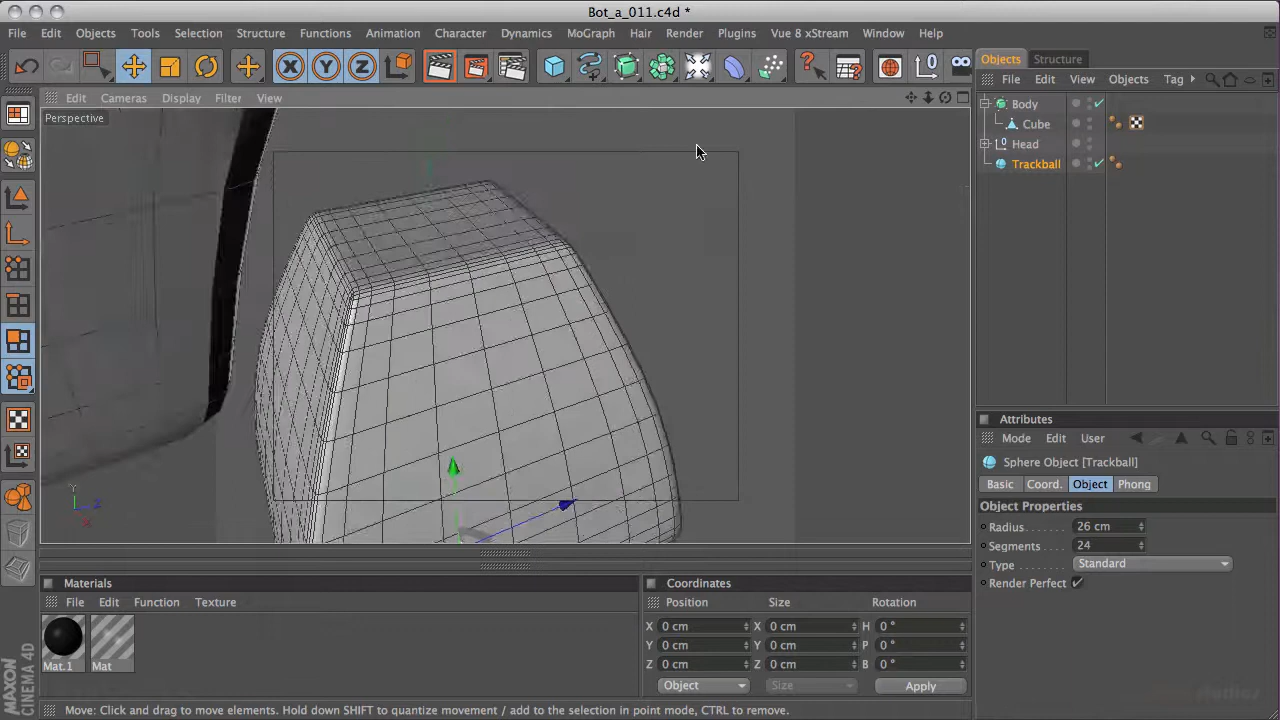 Bot_a_011.c4d *
File Edit Objects Tools Selection Structure Functions Animation Character Dynamics MoGraph Hair Render Plugins Vue 8 xStream Window Help
Objects Structure
File Edit View Objects Tag
Edit Cameras Display Filter View
Perspective
Body
Cube
Head
Trackball
Attributes
Mode Edit User
Sphere Object [Trackball]
Basic Coord. Object Phong
Object Properties
Radius 26 cm
Segments 24
Type Standard
Render Perfect
Y
Z
X
Materials
File Edit Function Texture
Mat.1 Mat
Coordinates
Position Size Rotation
X 0 cm X 0 cm H 0 °
Y 0 cm Y 0 cm P 0 °
Z 0 cm Z 0 cm B 0 °
Object Size Apply
MAXON
CINEMA 4D
Move: Click and drag to move elements. Hold down SHIFT to quantize movement / add to the selection in point mode, CTRL to remove.